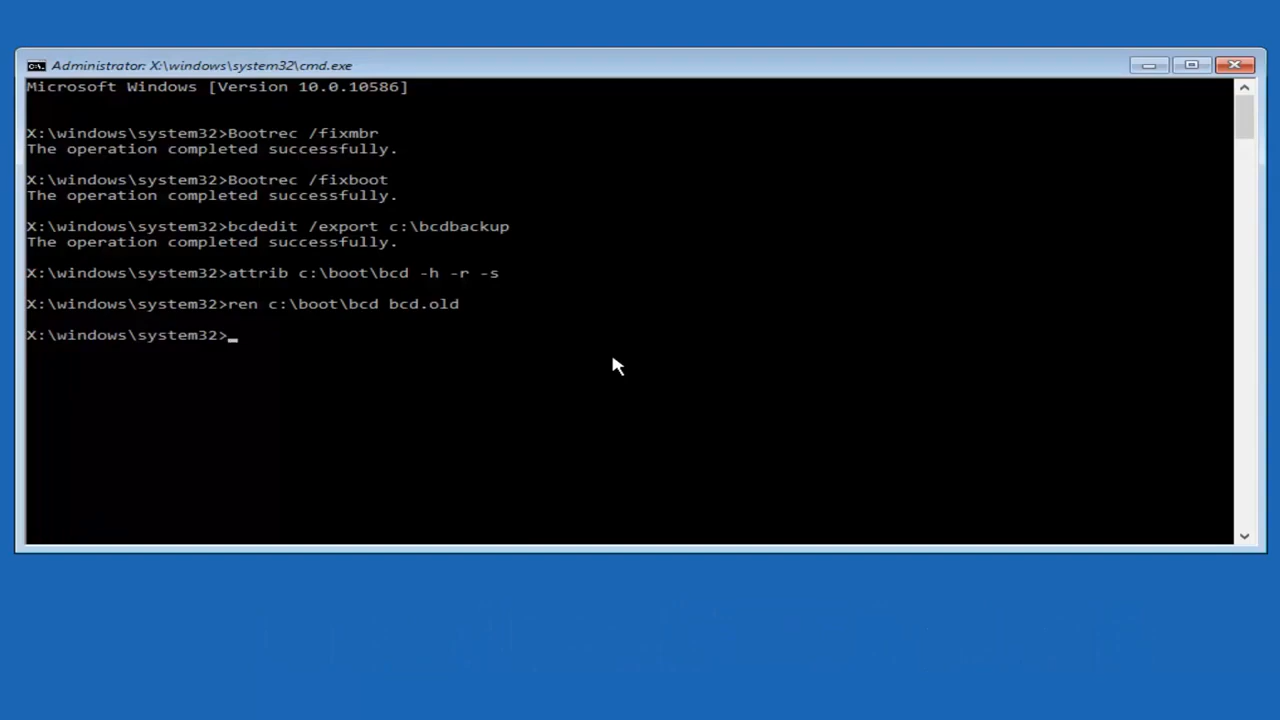 Administrator: X:\windows\system32\cmd.exe
Microsoft Windows [Version 10.0.10586]
X:\windows\system32>Bootrec /fixmbr
The operation completed successfully.
X:\windows\system32>Bootrec /fixboot
The operation completed successfully.
X:\windows\system32>bcdedit /export c:\bcdbackup
The operation completed successfully.
X:\windows\system32>attrib c:\boot\bcd -h -r -s
X:\windows\system32>ren c:\boot\bcd bcd.old
X:\windows\system32>_